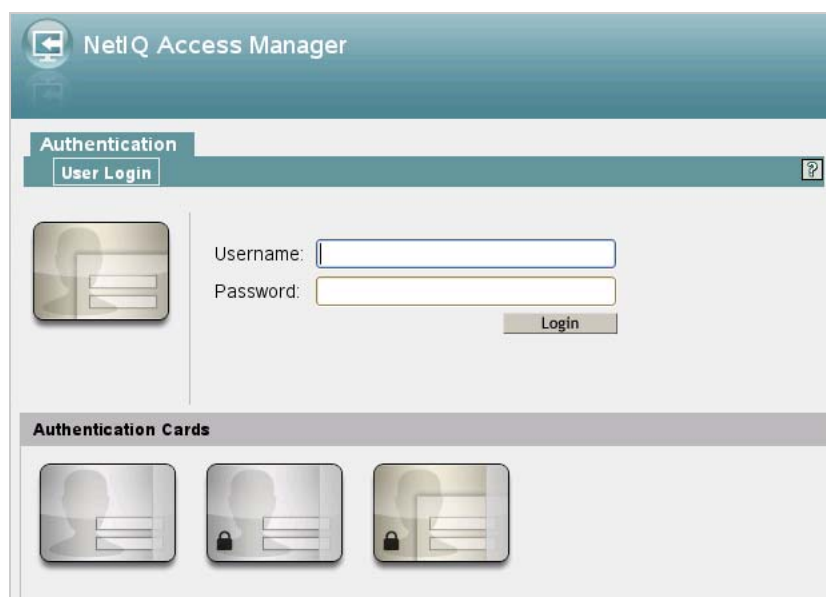 NetIQ Access Manager
Authentication
User Login
?
Username:
Password:
Login
Authentication Cards